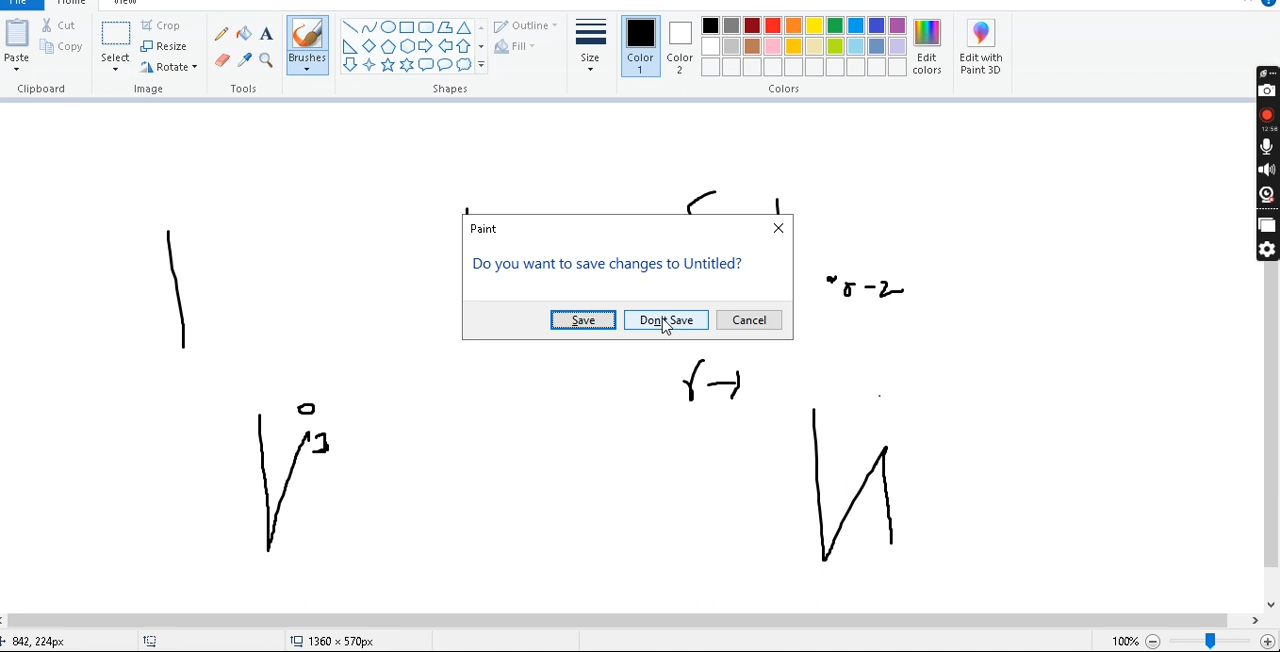 File Home View
Paste
Cut
Copy
Clipboard
Select
Crop
Resize
Rotate
Image
A
Tools
Brushes
Outline
Fill
Shapes
Size
Color 1
Color 2
Edit colors
Colors
Edit with Paint 3D
12:58
Paint
Do you want to save changes to Untitled?
Save Don't Save Cancel
842, 224px
1360 × 570px
100%